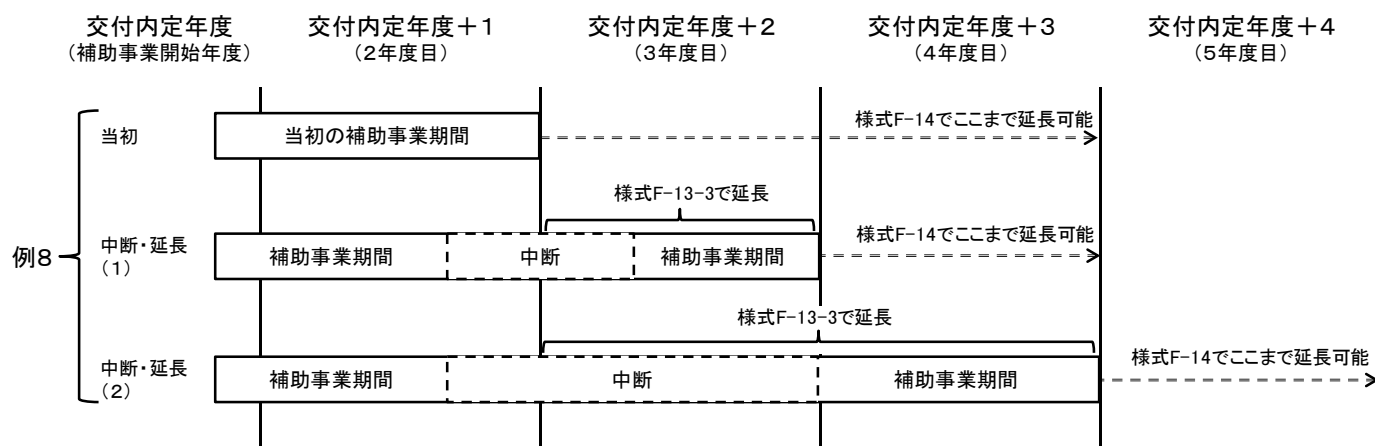 交付内定年度
(補助事業開始年度)
交付内定年度+1
(2年度目)
交付内定年度+2
(3年度目)
交付内定年度+3
(4年度目)
交付内定年度+4
(5年度目)
例8
当初
当初の補助事業期間
様式F-14でここまで延長可能
様式F-13-3で延長
中断・延長
(1)
補助事業期間
中断
補助事業期間
様式F-14でここまで延長可能
様式F-13-3で延長
中断・延長
(2)
補助事業期間
中断
補助事業期間
様式F-14でここまで延長可能